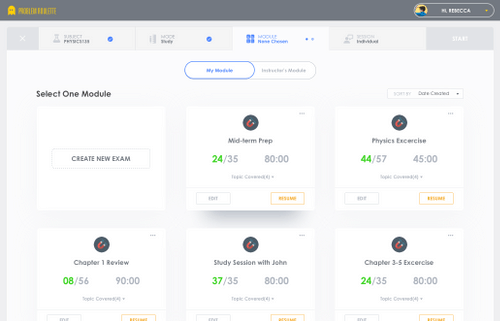 PROBLEM ROULETTE
HI, REBECCA
SUBJECT
PHYSICS123
MODE
Study
MODULE
None Chosen
SESSION
Individual
START
My Module
Instructor's Module
Select One Module
SORT BY Date Created
CREATE NEW EXAM
Mid-term Prep
24/35 80:00
Topic Covered(4)
EDIT RESUME
Physics Excercise
44/57 45:00
Topic Covered(4)
EDIT RESUME
Chapter 1 Review
08/56 90:00
Topic Covered(4)
EDIT RESUME
Study Session with John
37/35 80:00
Topic Covered(4)
EDIT RESUME
Chapter 3-5 Excercise
24/35 80:00
Topic Covered(4)
EDIT RESUME